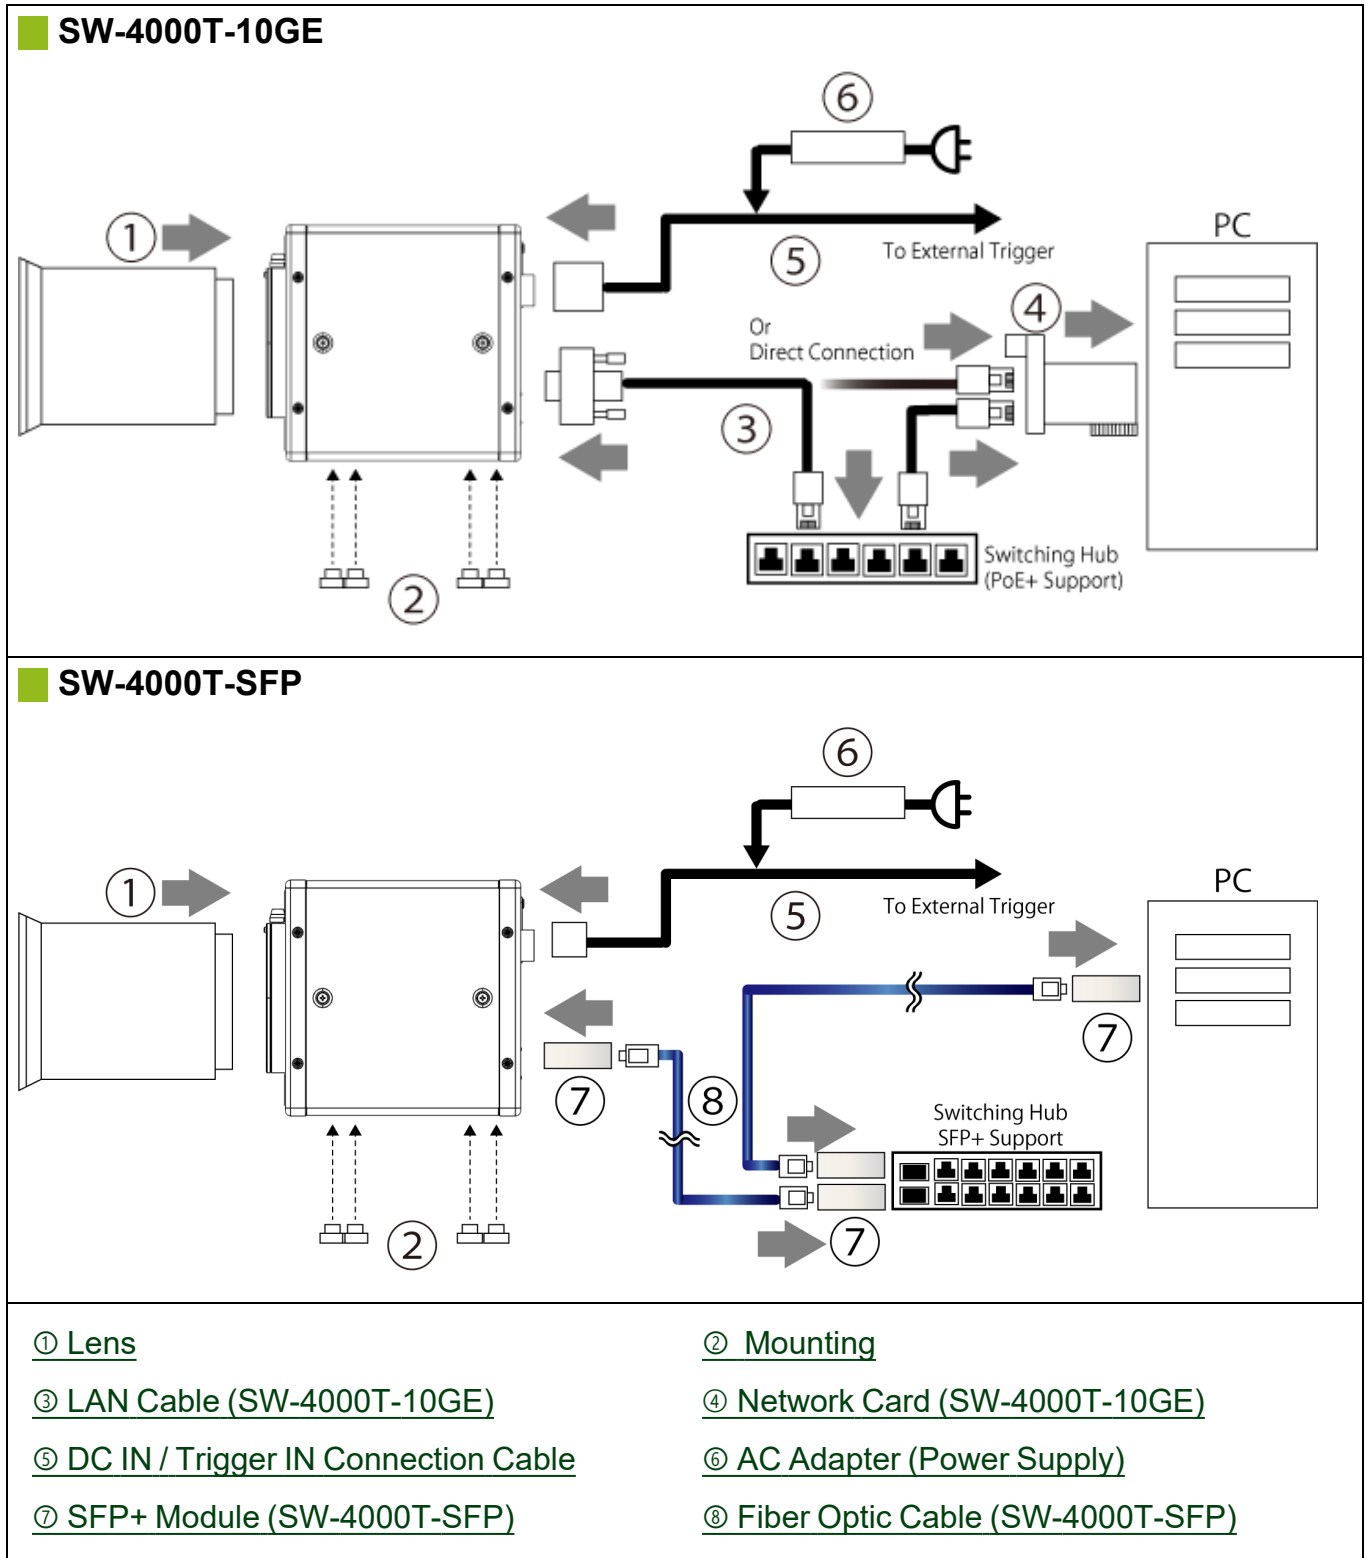 SW-4000T-10GE
⑥
①
PC
⑤
To External Trigger
④
Or
Direct Connection
③
Switching Hub
(PoE+ Support)
②
SW-4000T-SFP
⑥
①
PC
⑤
To External Trigger
⑦
⑦
⑧
Switching Hub
SFP+ Support
②
⑦
① Lens
② Mounting
③ LAN Cable (SW-4000T-10GE)
④ Network Card (SW-4000T-10GE)
⑤ DC IN / Trigger IN Connection Cable
⑥ AC Adapter (Power Supply)
⑦ SFP+ Module (SW-4000T-SFP)
⑧ Fiber Optic Cable (SW-4000T-SFP)